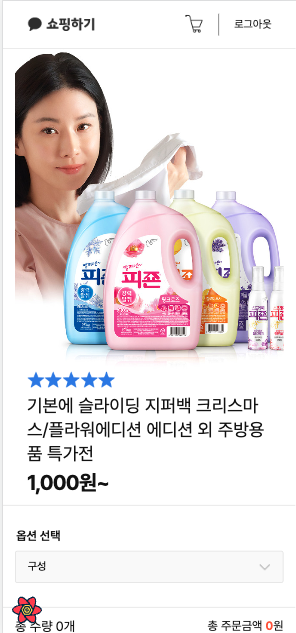 쇼핑하기
로그아웃
피죤
피죤
기본에 슬라이딩 지퍼백 크리스마
스/플라워에디션 에디션 외 주방용
품 특가전
1,000원~
옵션 선택
구성
총 수량 0개
총 주문금액 0원